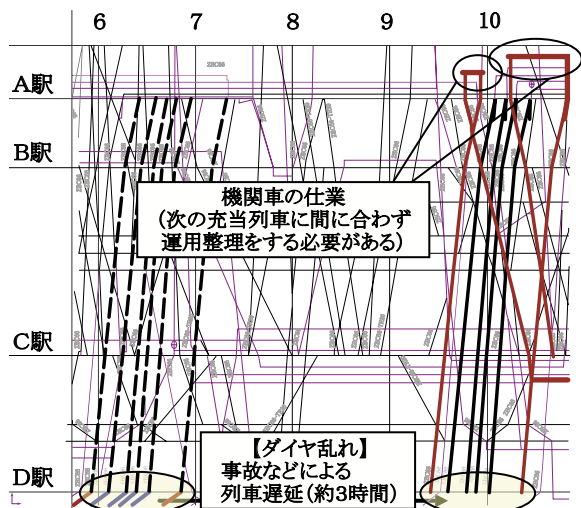 6 7 8 9 10
A駅
B駅
機関車の仕業
(次の充当列車に間に合わず
運用整理をする必要がある)
C駅
【ダイヤ乱れ】
事故などによる
列車遅延(約3時間)
D駅